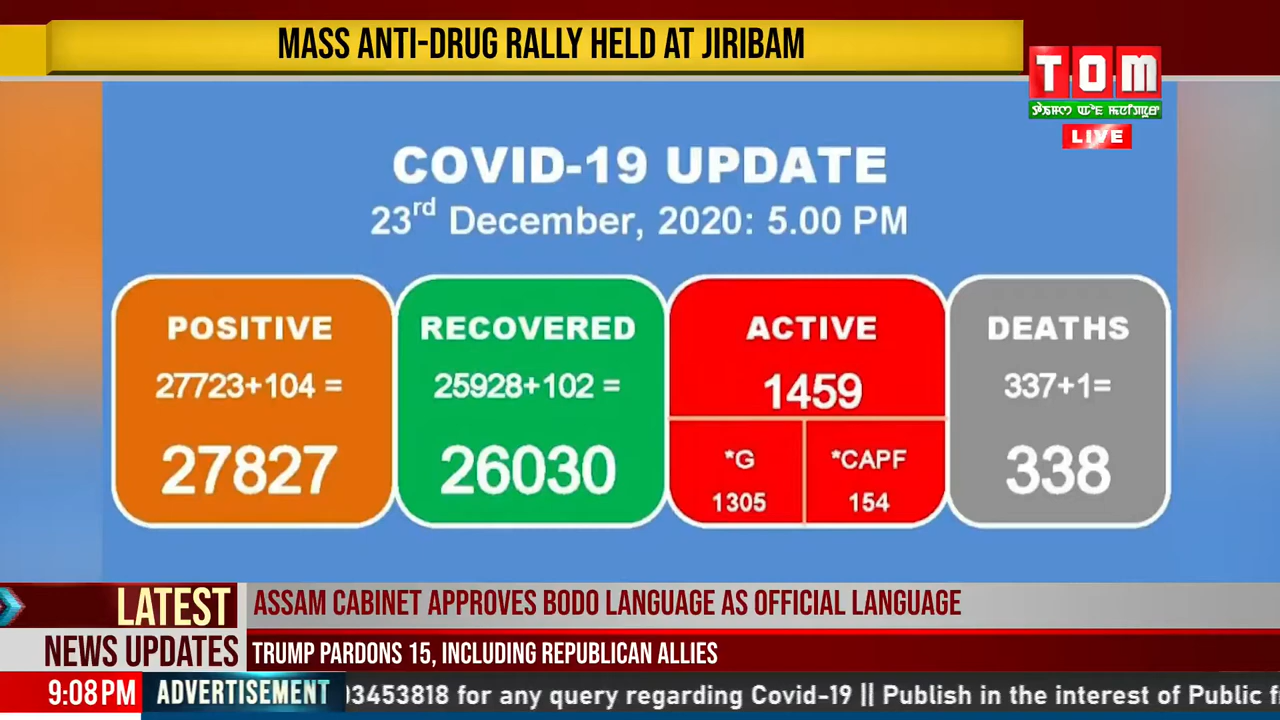 MASS ANTI-DRUG RALLY HELD AT JIRIBAM
TOM
LIVE
COVID-19 UPDATE
23rd December, 2020: 5.00 PM
POSITIVE
27723+104 =
27827
RECOVERED
25928+102 =
26030
ACTIVE
1459
*G
1305
*CAPF
154
DEATHS
337+1=
338
LATEST
NEWS UPDATES
ASSAM CABINET APPROVES BODO LANGUAGE AS OFFICIAL LANGUAGE
TRUMP PARDONS 15, INCLUDING REPUBLICAN ALLIES
9:08PM
ADVERTISEMENT
03453818 for any query regarding Covid-19 || Publish in the interest of Public f